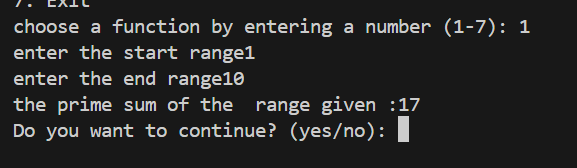 7. Exit
choose a function by entering a number (1-7): 1
enter the start range1
enter the end range10
the prime sum of the  range given :17
Do you want to continue? (yes/no):